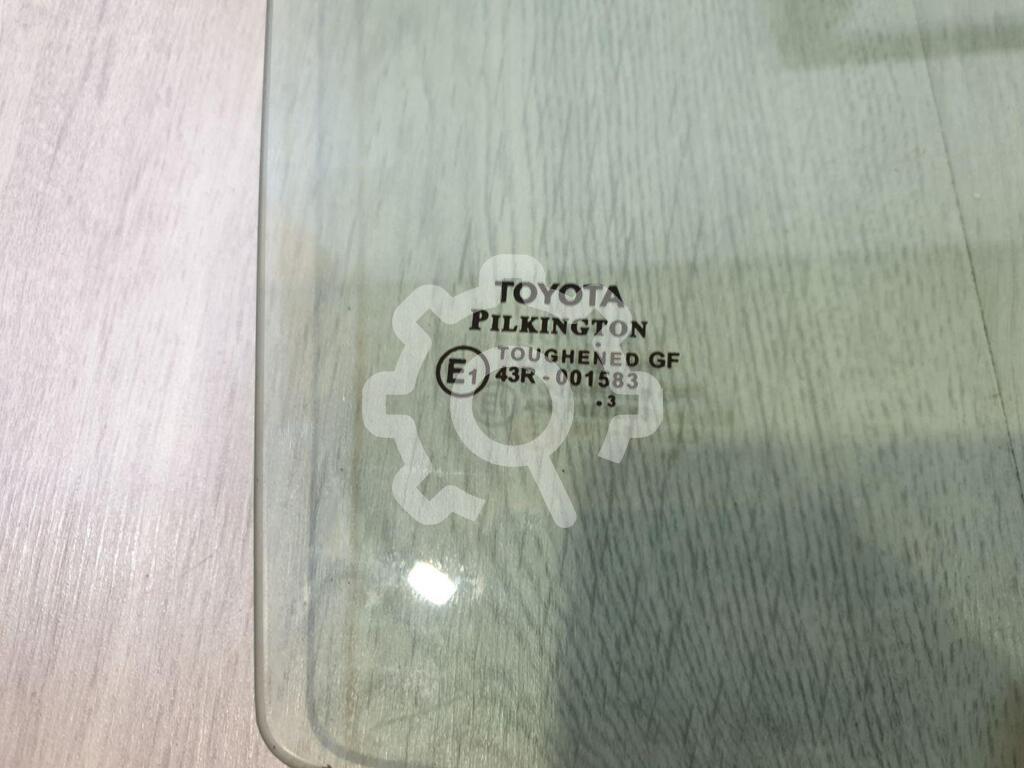 TOYOTA
PILKINGTON
TOUGHENED GF
E1 43R - 001583
.3